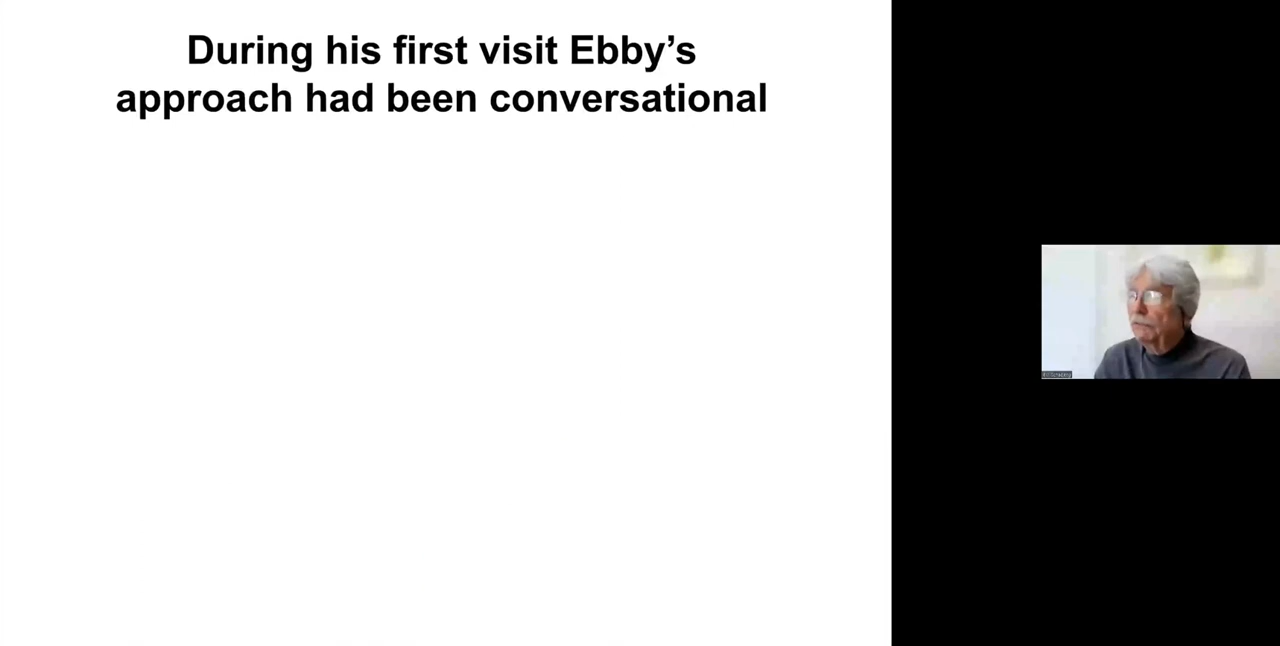 During his first visit Ebby’s
approach had been conversational